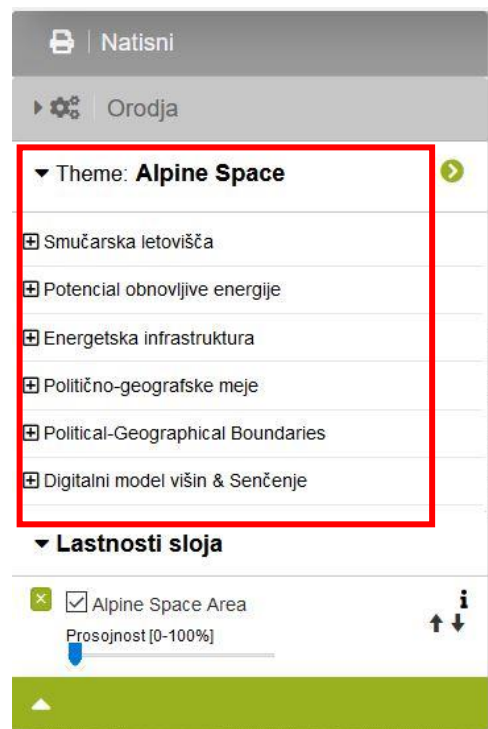 Natisni
Orodja
Theme: Alpine Space
Smučarska letovišča
Potencial obnovljive energije
Energetska infrastruktura
Politično-geografske meje
Political-Geographical Boundaries
Digitalni model višin & Senčenje
Lastnosti sloja
Alpine Space Area
Prosojnost [0-100%]